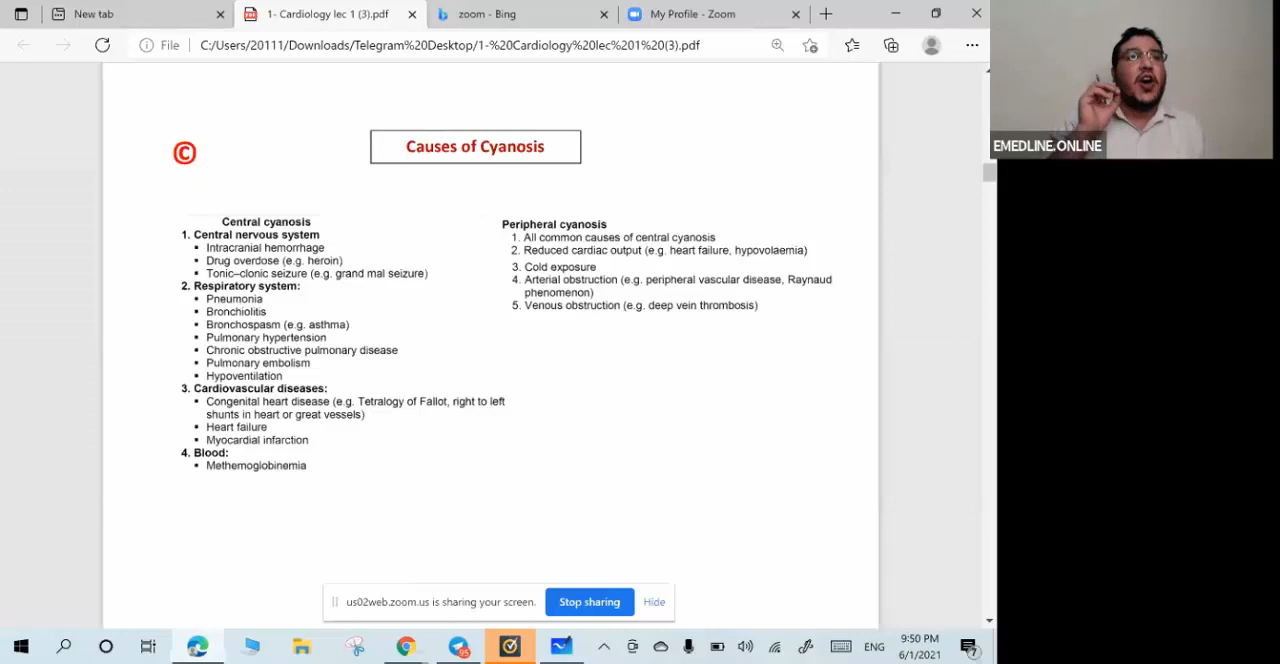 New tab
1- Cardiology lec 1 (3).pdf
zoom - Bing
My Profile - Zoom
File
C:/Users/20111/Downloads/Telegram%20Desktop/1-%20Cardiology%20lec%201%20(3).pdf
EMEDLINE.ONLINE
©
Causes of Cyanosis
Central cyanosis
1. Central nervous system
▪ Intracranial hemorrhage
▪ Drug overdose (e.g. heroin)
▪ Tonic–clonic seizure (e.g. grand mal seizure)
2. Respiratory system:
▪ Pneumonia
▪ Bronchiolitis
▪ Bronchospasm (e.g. asthma)
▪ Pulmonary hypertension
▪ Chronic obstructive pulmonary disease
▪ Pulmonary embolism
▪ Hypoventilation
3. Cardiovascular diseases:
▪ Congenital heart disease (e.g. Tetralogy of Fallot, right to left
shunts in heart or great vessels)
▪ Heart failure
▪ Myocardial infarction
4. Blood:
▪ Methemoglobinemia
Peripheral cyanosis
1. All common causes of central cyanosis
2. Reduced cardiac output (e.g. heart failure, hypovolaemia)
3. Cold exposure
4. Arterial obstruction (e.g. peripheral vascular disease, Raynaud
phenomenon)
5. Venous obstruction (e.g. deep vein thrombosis)
us02web.zoom.us is sharing your screen.
Stop sharing
Hide
95
ENG
9:50 PM
6/1/2021
7